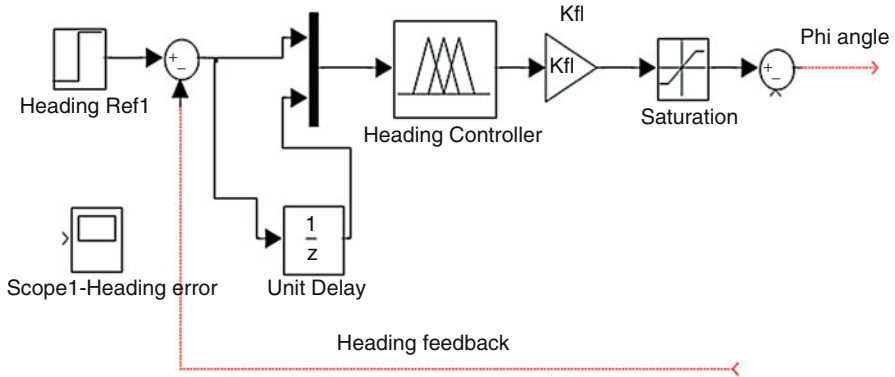 Kfl
Phi angle
+
−
Kfl
+
−
Heading Ref1
Heading Controller
Saturation
1
z
Scope1-Heading error
Unit Delay
Heading feedback